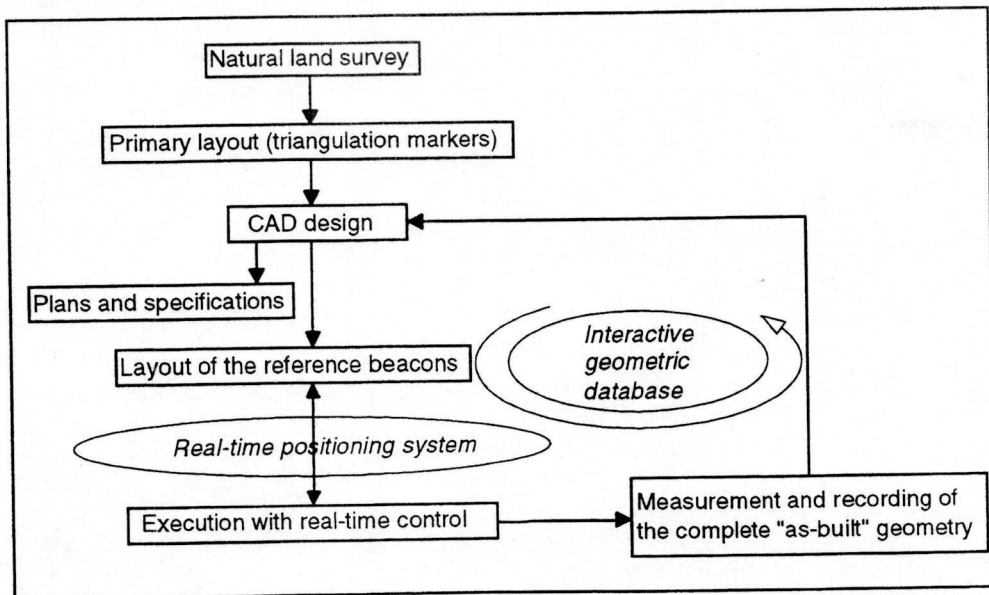 Natural land survey
Primary layout (triangulation markers)
CAD design
Plans and specifications
Layout of the reference beacons
Interactive
geometric
database
Real-time positioning system
Execution with real-time control
Measurement and recording of
the complete "as-built" geometry